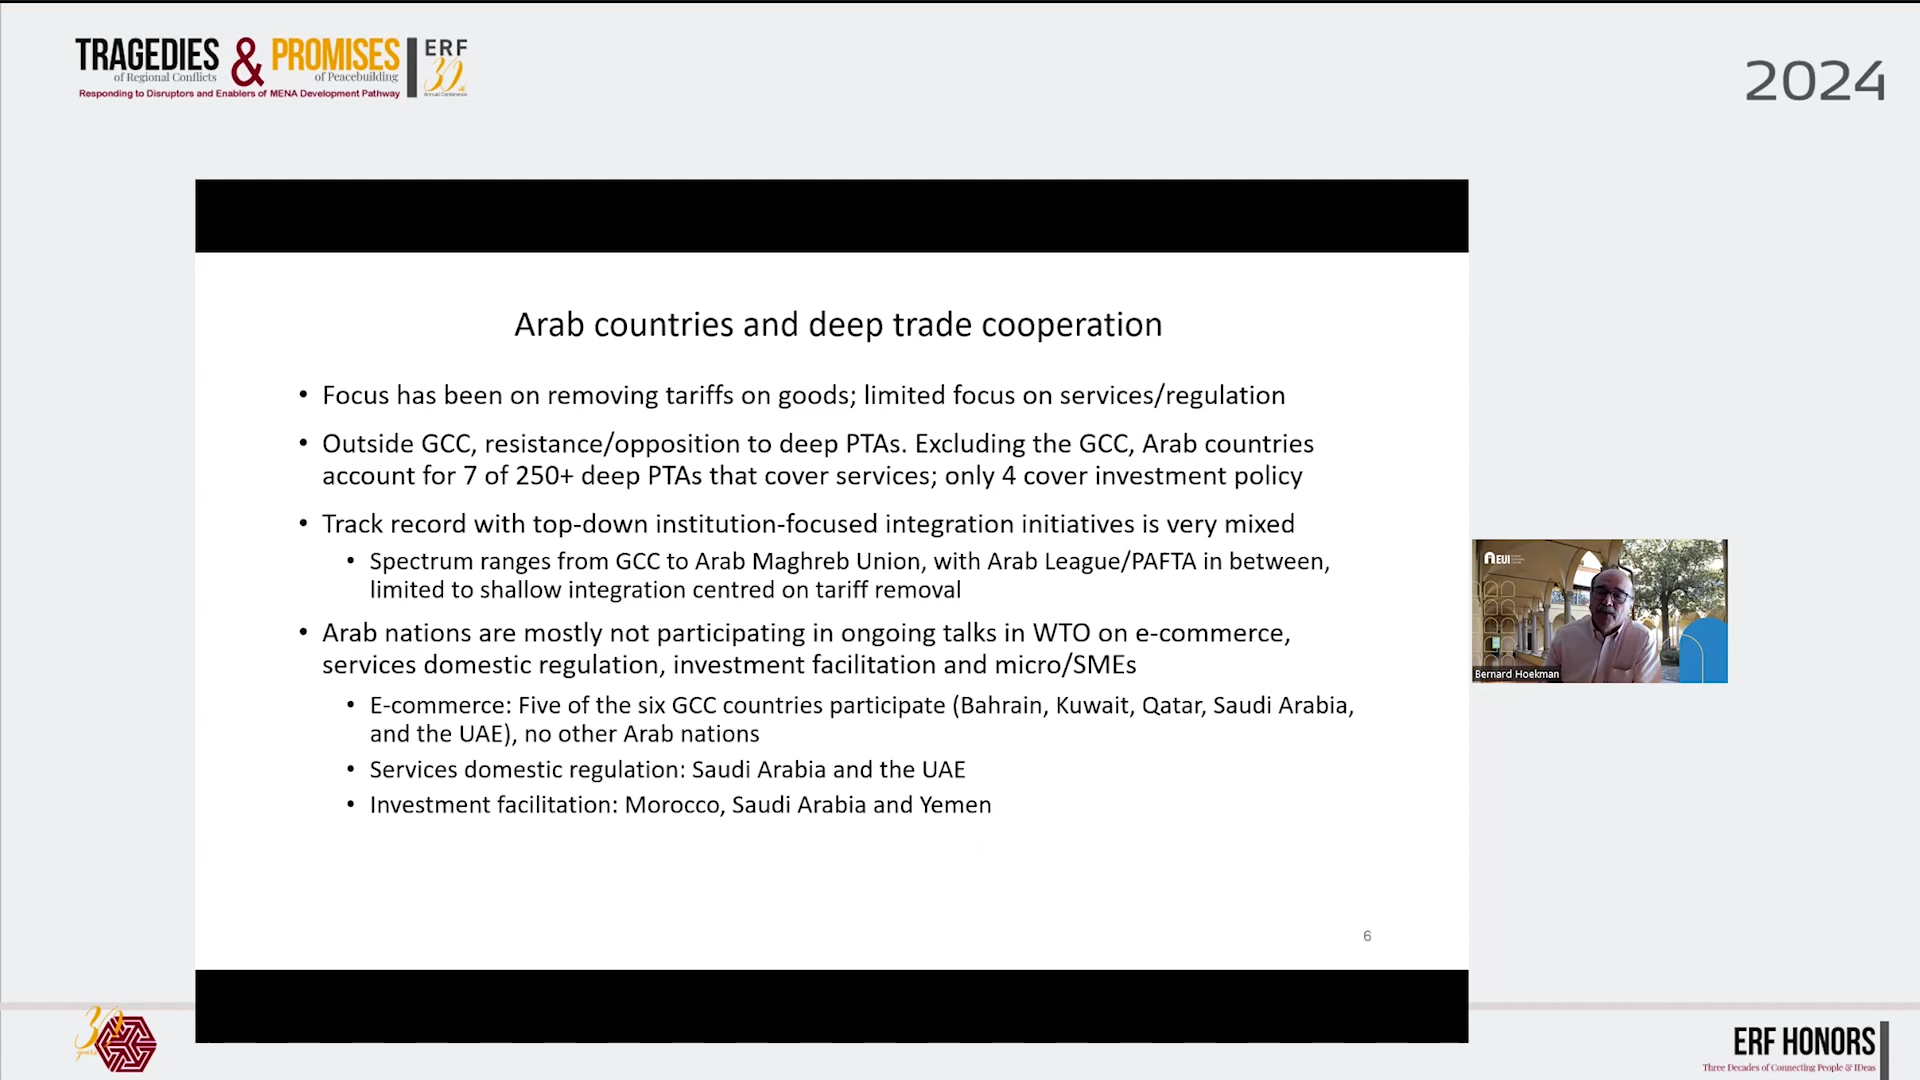 TRAGEDIES & PROMISES
of Regional Conflicts of Peacebuilding
Responding to Disruptors and Enablers of MENA Development Pathway
ERF
30th
Annual Conference
2024
Arab countries and deep trade cooperation
• Focus has been on removing tariffs on goods; limited focus on services/regulation
• Outside GCC, resistance/opposition to deep PTAs. Excluding the GCC, Arab countries
account for 7 of 250+ deep PTAs that cover services; only 4 cover investment policy
• Track record with top-down institution-focused integration initiatives is very mixed
• Spectrum ranges from GCC to Arab Maghreb Union, with Arab League/PAFTA in between,
limited to shallow integration centred on tariff removal
• Arab nations are mostly not participating in ongoing talks in WTO on e-commerce,
services domestic regulation, investment facilitation and micro/SMEs
• E-commerce: Five of the six GCC countries participate (Bahrain, Kuwait, Qatar, Saudi Arabia,
and the UAE), no other Arab nations
• Services domestic regulation: Saudi Arabia and the UAE
• Investment facilitation: Morocco, Saudi Arabia and Yemen
6
EUI
Bernard Hoekman
30
years
ERF HONORS
Three Decades of Connecting People & IDeas